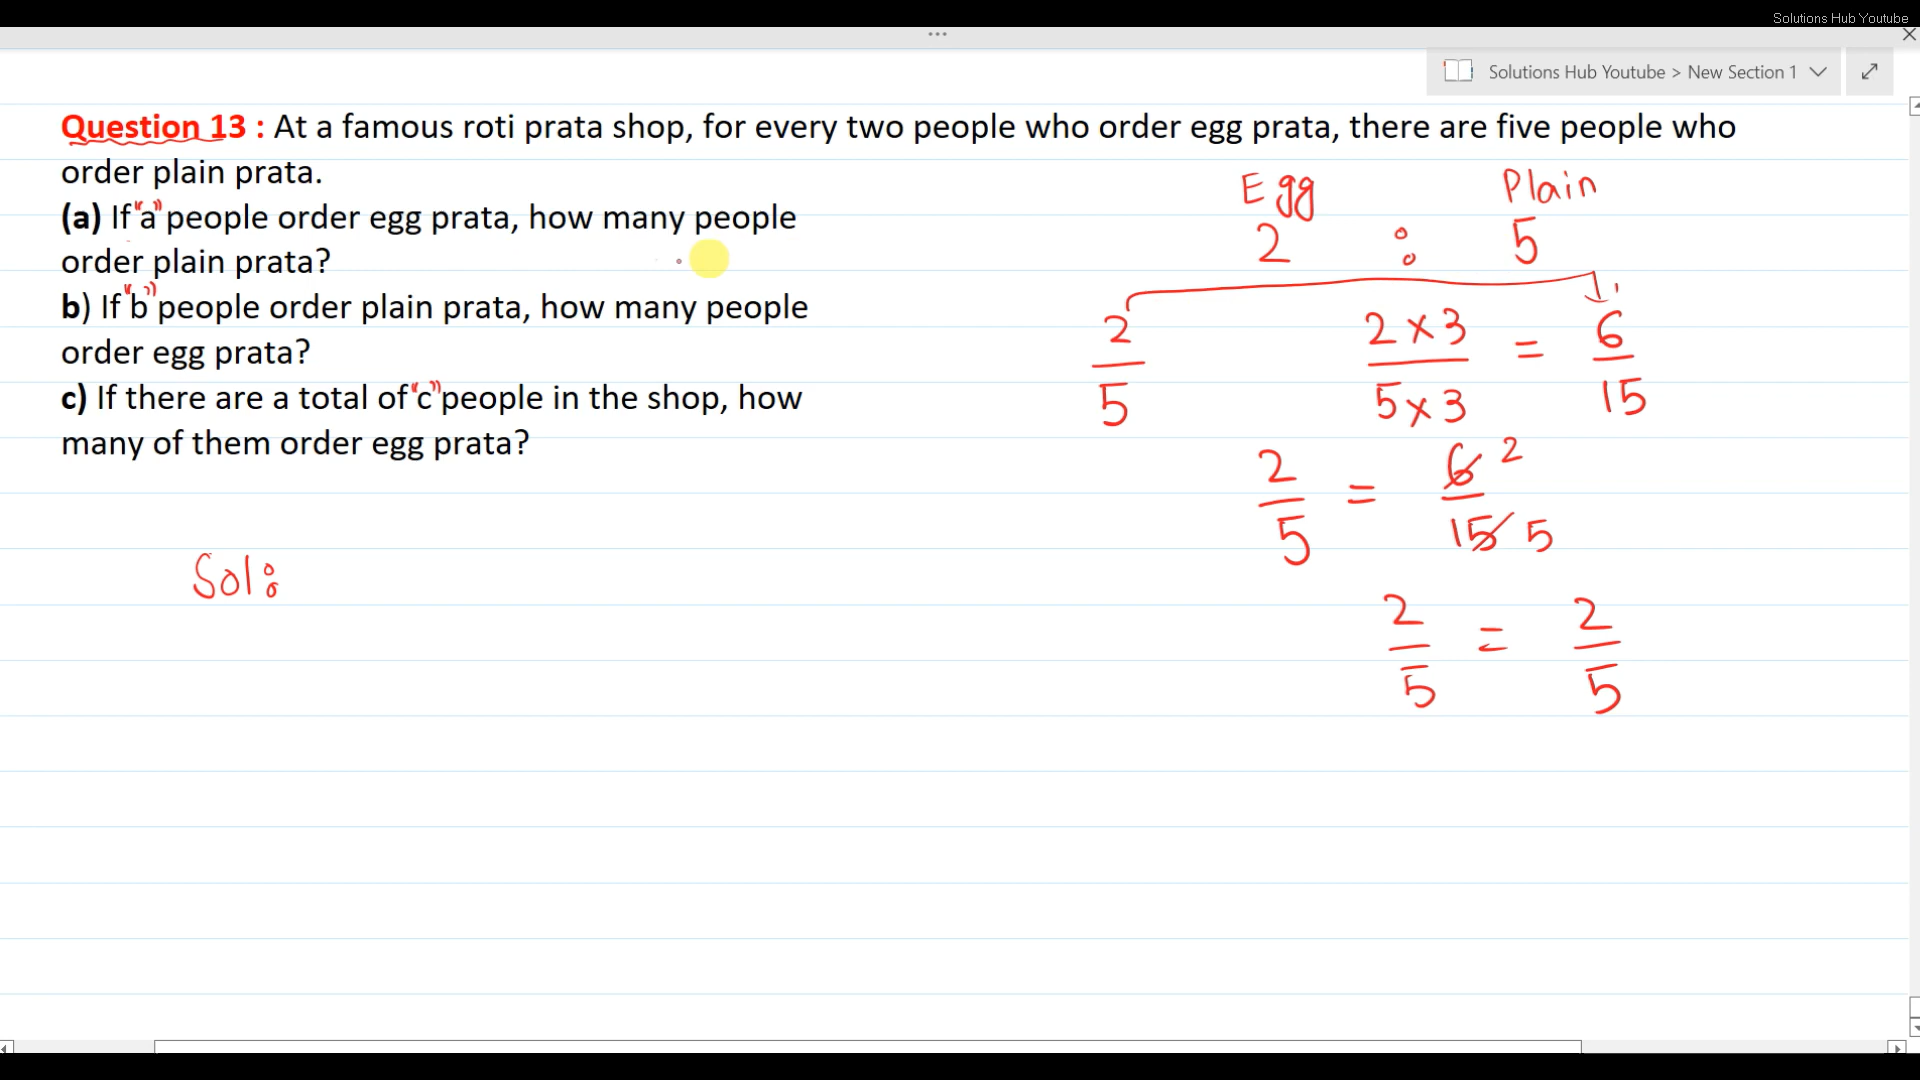 Solutions Hub Youtube
Solutions Hub Youtube > New Section 1
Question 13 : At a famous roti prata shop, for every two people who order egg prata, there are five people who
order plain prata.
(a) If "a" people order egg prata, how many people
order plain prata?
b) If "b" people order plain prata, how many people
order egg prata?
c) If there are a total of "c" people in the shop, how
many of them order egg prata?
Egg Plain
2 : 5
2/5 2 × 3 / 5 × 3 = 6/15
2/5 = 6/15 2 5
Sol:
2/5 = 2/5